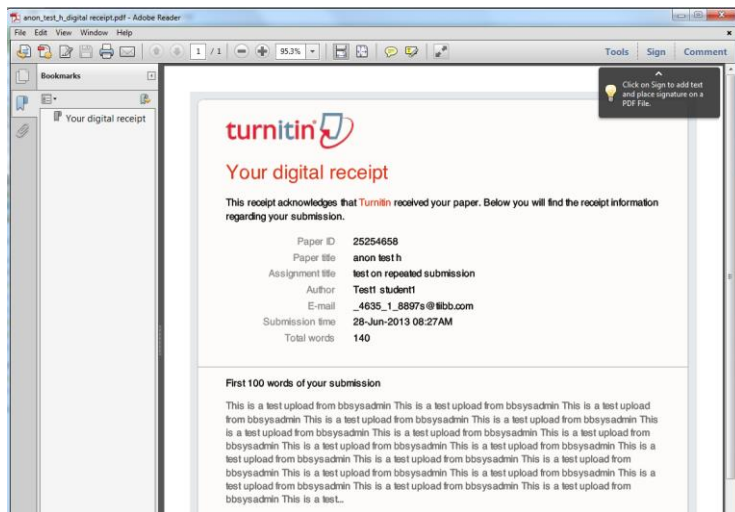 anon_test_h_digital receipt.pdf - Adobe Reader
File Edit View Window Help
1 / 1 95.3% Tools Sign Comment
Bookmarks
Your digital receipt
Click on Sign to add text
and place signature on a
PDF File.
turnitin
Your digital receipt
This receipt acknowledges that Turnitin received your paper. Below you will find the receipt information
regarding your submission.
Paper ID 25254658
Paper title anon test h
Assignment title test on repeated submission
Author Test1 student1
E-mail _4635_1_8897s@tiibb.com
Submission time 28-Jun-2013 08:27AM
Total words 140
First 100 words of your submission
This is a test upload from bbsysadmin This is a test upload from bbsysadmin This is a test upload
from bbsysadmin This is a test upload from bbsysadmin This is a test upload from bbsysadmin This
is a test upload from bbsysadmin This is a test upload from bbsysadmin This is a test upload from
bbsysadmin This is a test upload from bbsysadmin This is a test upload from bbsysadmin This is a
test upload from bbsysadmin This is a test upload from bbsysadmin This is a test upload from
bbsysadmin This is a test upload from bbsysadmin This is a test upload from bbsysadmin This is a
test upload from bbsysadmin This is a test upload from bbsysadmin This is a test upload from
bbsysadmin This is a test...